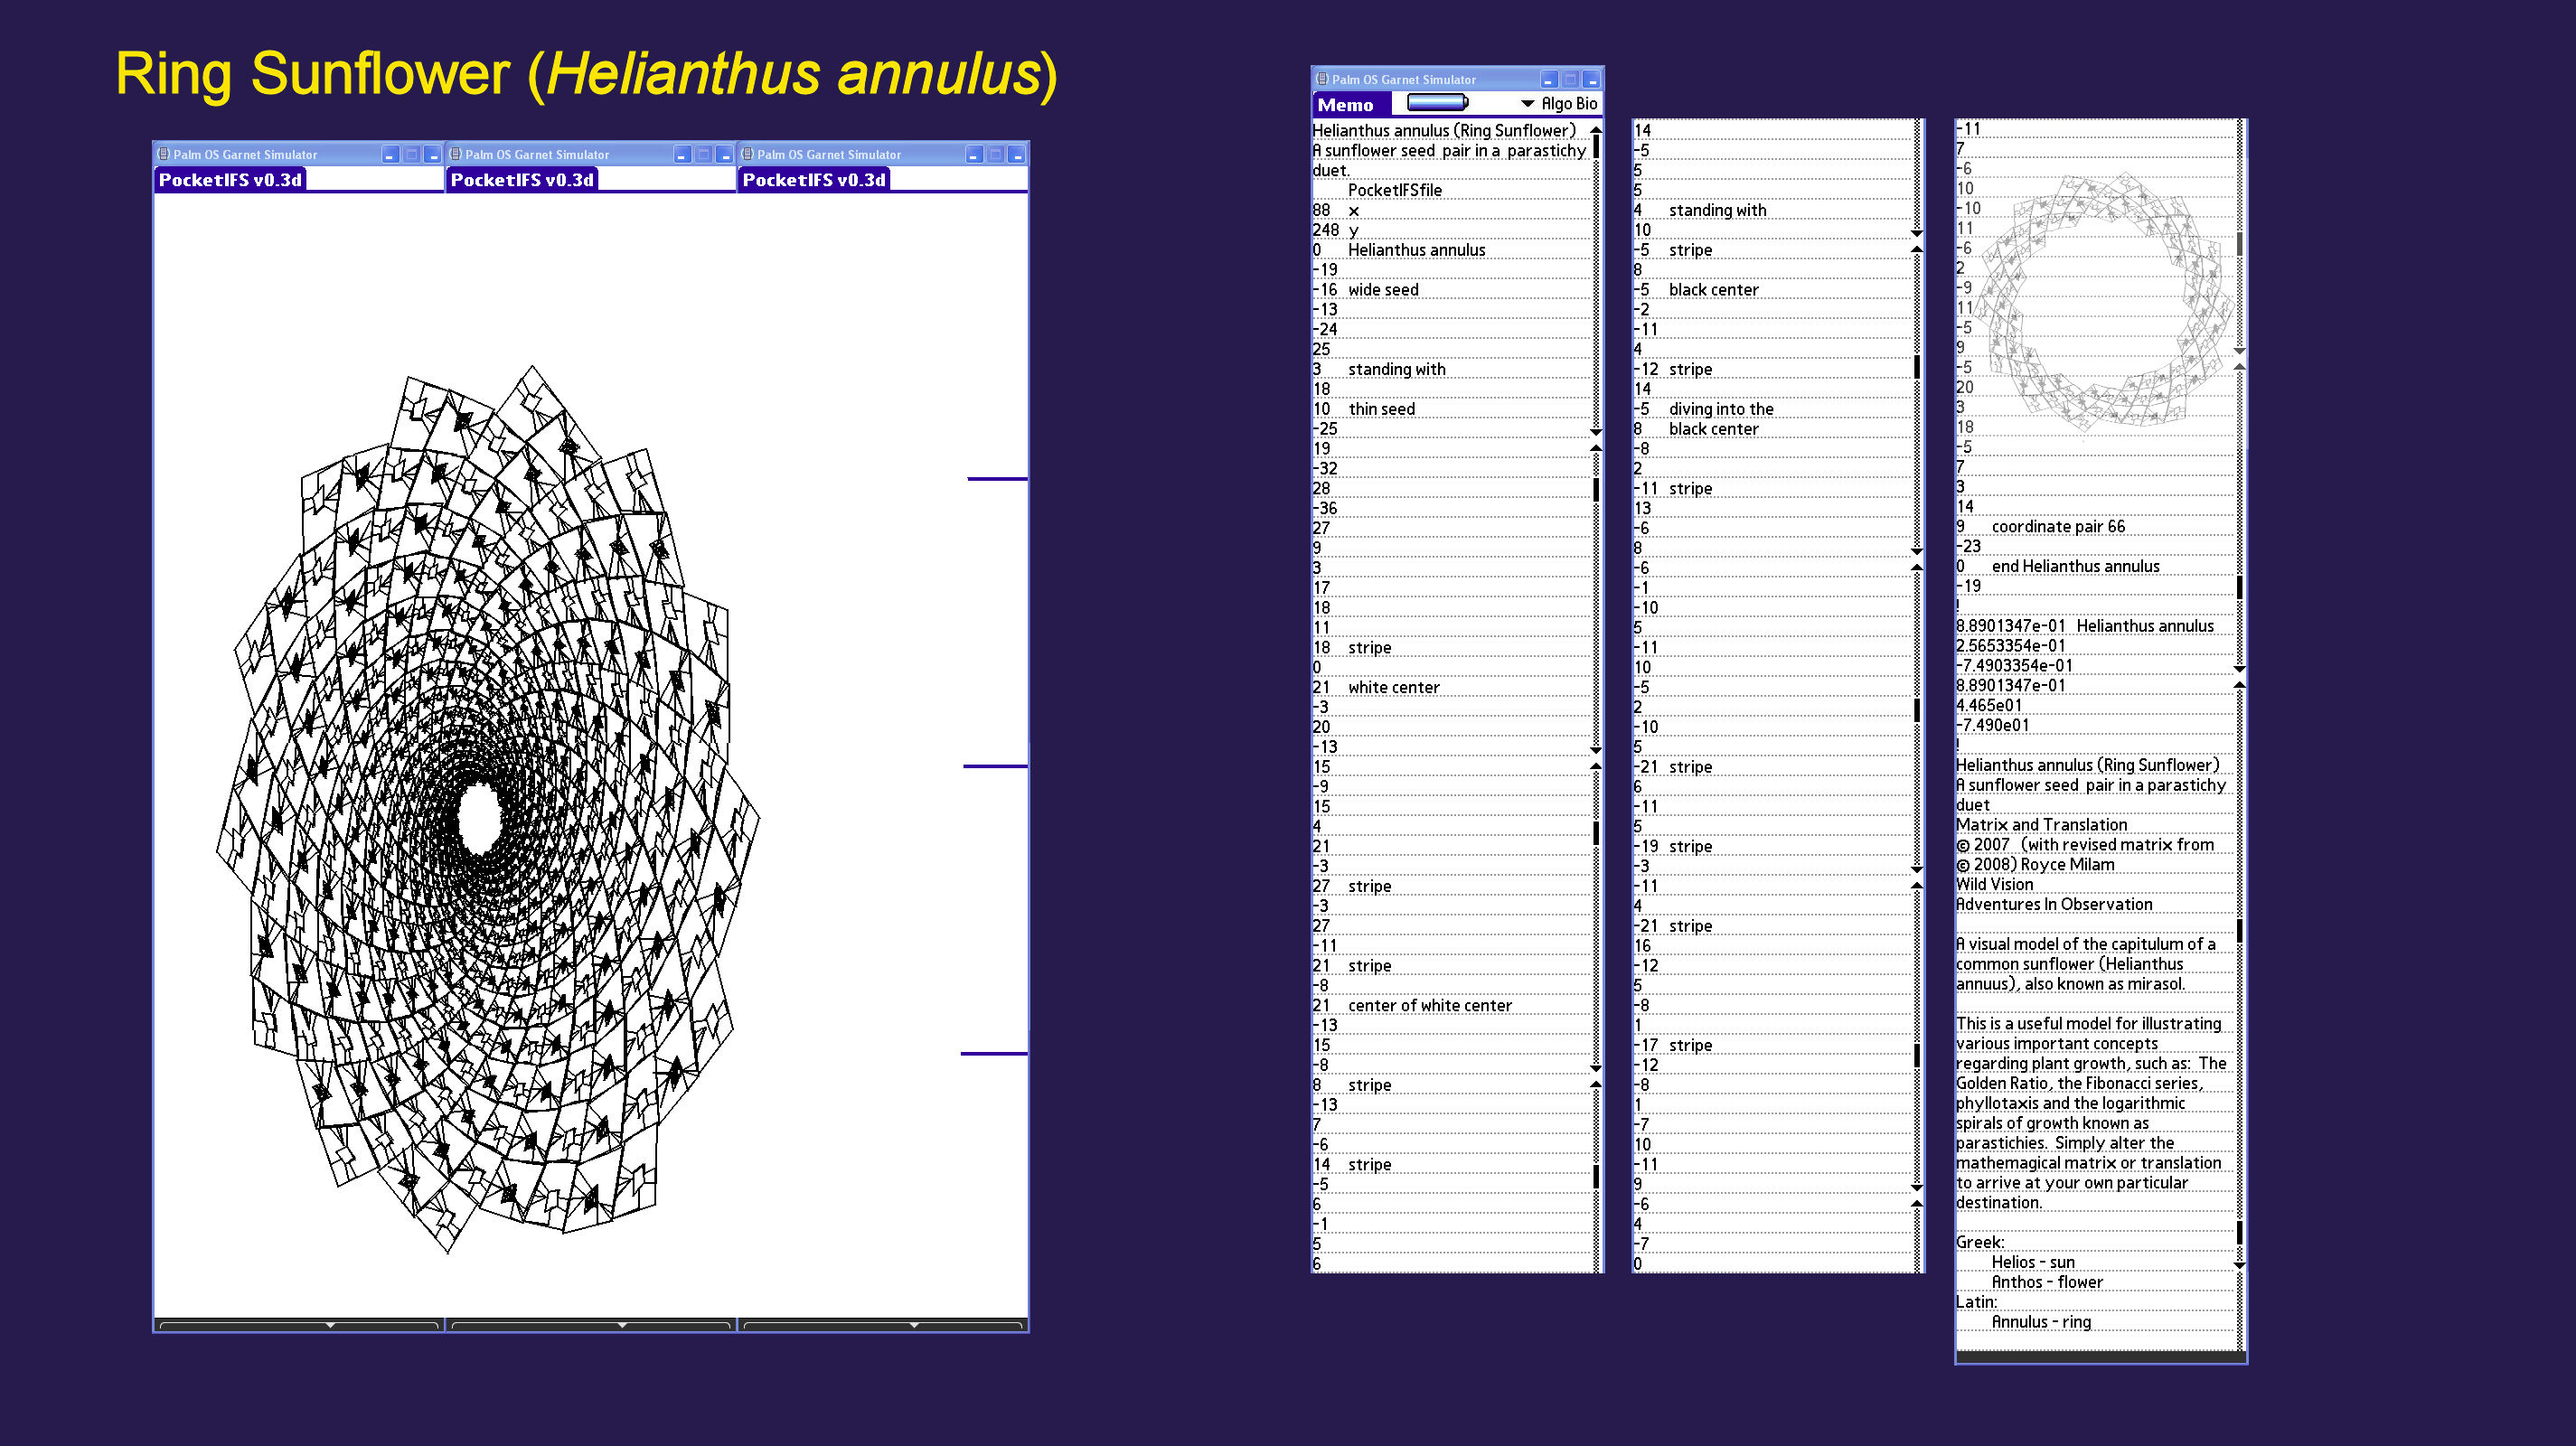 Ring Sunflower (Helianthus annulus)
Palm OS Garnet Simulator
Palm OS Garnet Simulator
Palm OS Garnet Simulator
PocketIFS v0.3d
PocketIFS v0.3d
PocketIFS v0.3d
Palm OS Garnet Simulator
Memo
Algo Bio
Helianthus annulus (Ring Sunflower)
A sunflower seed pair in a parastichy
duet.
PocketIFSfile
88 x
248 y
0 Helianthus annulus
-19
-16 wide seed
-13
-24
25
3 standing with
18
10 thin seed
-25
19
-32
28
-36
27
9
3
17
18
11
18 stripe
0
21 white center
-3
20
-13
15
-9
15
4
21
-3
27 stripe
-3
27
-11
21 stripe
-8
21 center of white center
-13
15
-8
8 stripe
-13
7
-6
14 stripe
-5
6
-1
5
6
14
-5
5
5
4 standing with
10
-5 stripe
8
-5 black center
-2
-11
4
-12 stripe
14
-5 diving into the
8 black center
-8
2
-11 stripe
13
-6
8
-6
-1
-10
5
-11
10
-5
2
-10
5
-21 stripe
6
-11
5
-19 stripe
-3
-11
4
-21 stripe
16
-12
5
-8
1
-17 stripe
-12
-8
1
-7
10
-11
9
-6
4
-7
0
-11
7
-6
10
-10
11
-6
2
-9
11
-5
9
-5
20
3
18
-5
7
3
14
9 coordinate pair 66
-23
0 end Helianthus annulus
-19
!
8.8901347e-01 Helianthus annulus
2.5653354e-01
-7.4903354e-01
8.8901347e-01
4.465e01
-7.490e01
!
Helianthus annulus (Ring Sunflower)
A sunflower seed pair in a parastichy
duet
Matrix and Translation
© 2007 (with revised matrix from
© 2008) Royce Milam
Wild Vision
Adventures In Observation
A visual model of the capitulum of a
common sunflower (Helianthus
annuus), also known as mirasol.
This is a useful model for illustrating
various important concepts
regarding plant growth, such as: The
Golden Ratio, the Fibonacci series,
phyllotaxis and the logarithmic
spirals of growth known as
parastichies. Simply alter the
mathemagical matrix or translation
to arrive at your own particular
destination.
Greek:
Helios - sun
Anthos - flower
Latin:
Annulus - ring